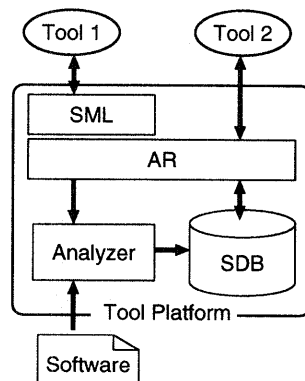 Tool 1
Tool 2
SML
AR
Analyzer
SDB
Tool Platform
Software